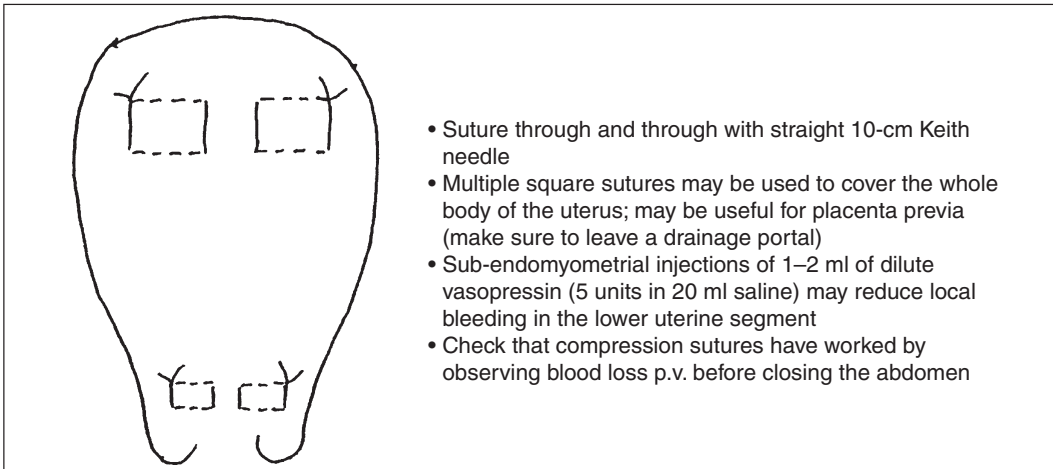 • Suture through and through with straight 10-cm Keith
needle
• Multiple square sutures may be used to cover the whole
body of the uterus; may be useful for placenta previa
(make sure to leave a drainage portal)
• Sub-endomyometrial injections of 1–2 ml of dilute
vasopressin (5 units in 20 ml saline) may reduce local
bleeding in the lower uterine segment
• Check that compression sutures have worked by
observing blood loss p.v. before closing the abdomen